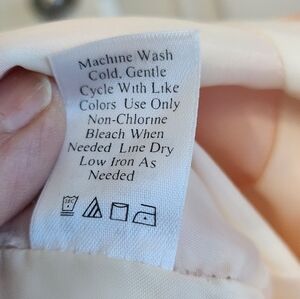 Machine Wash
Cold, Gentle
Cycle With Like
Colors Use Only
Non-Chlorine
Bleach When
Needed Line Dry
Low Iron As
Needed